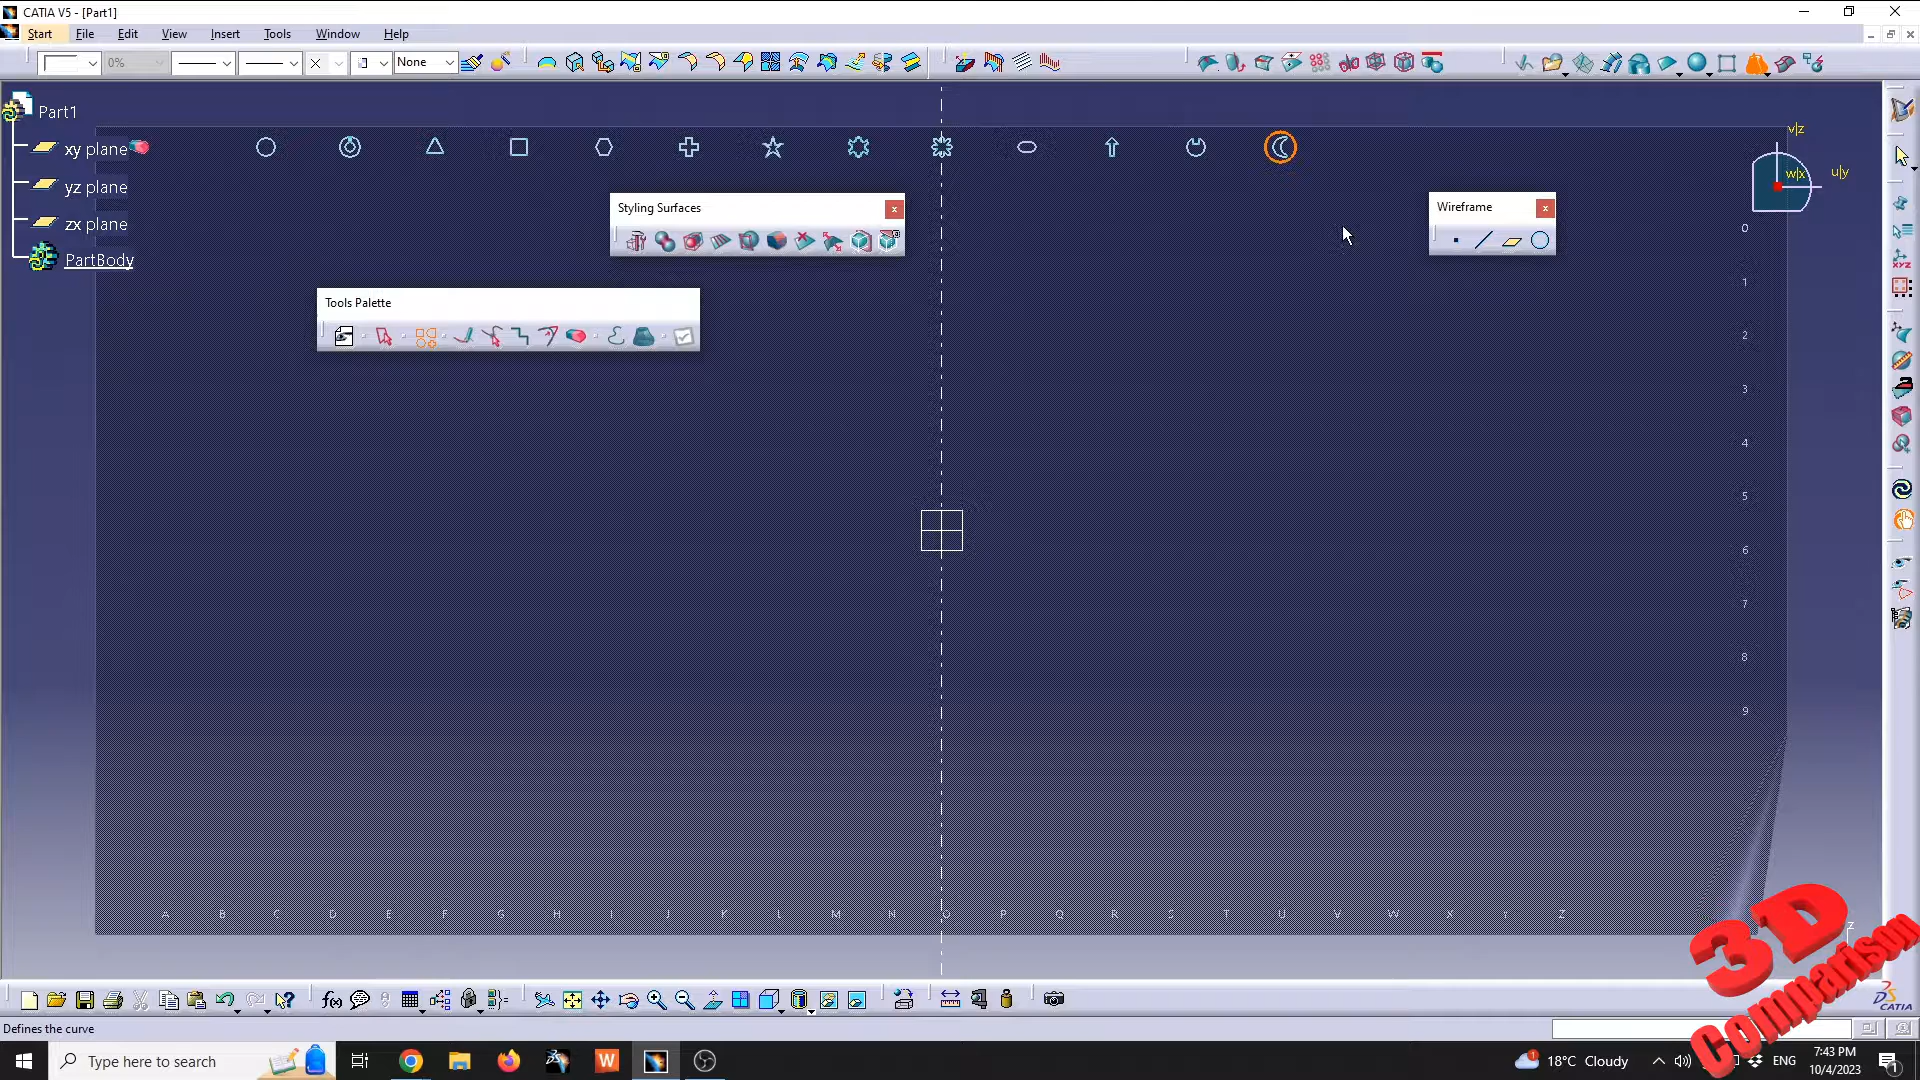 CATIA V5 - [Part1]
Start File Edit View Insert Tools Window Help
0% None
Part1
xy plane
yz plane
zx plane
PartBody
v|z
u|y
w|x
Styling Surfaces
Wireframe
Tools Palette
0
1
2
3
4
5
6
7
8
9
A B C D E F G H I J K L M N O P Q R S T U V W X Y Z
z
3D
Comparison
CATIA
Defines the curve
Type here to search
18°C Cloudy
ENG
7:43 PM
10/4/2023